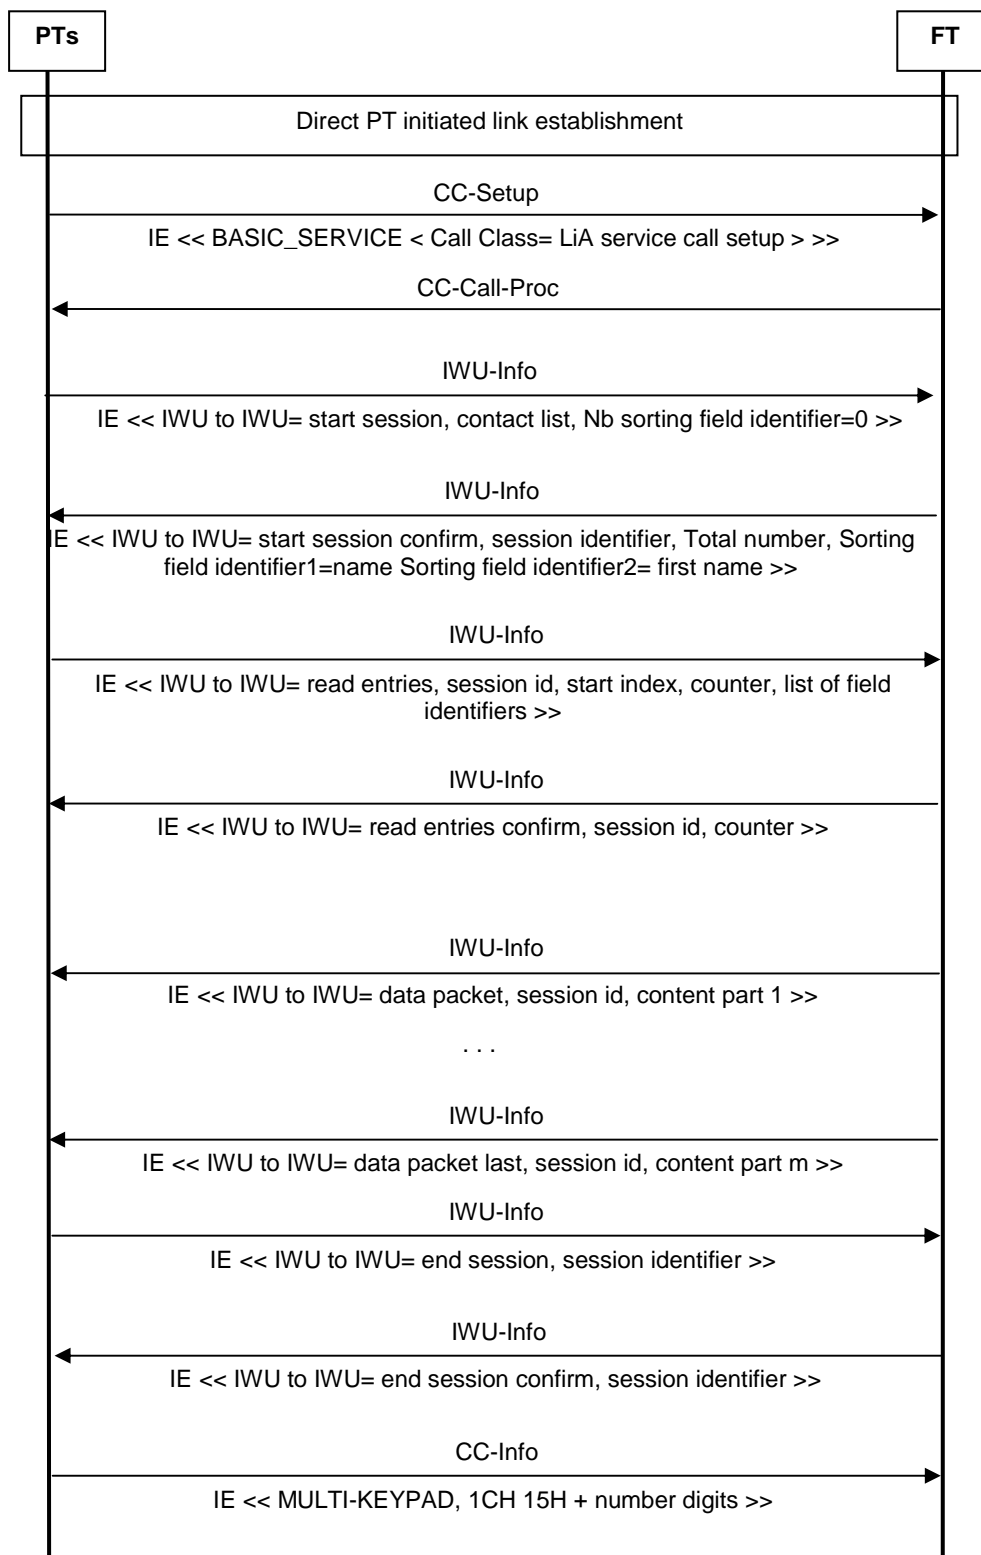 PTs
FT
Direct PT initiated link establishment
CC-Setup
IE << BASIC_SERVICE < Call Class= LiA service call setup > >>
CC-Call-Proc
IWU-Info
IE << IWU to IWU= start session, contact list, Nb sorting field identifier=0 >>
IWU-Info
IE << IWU to IWU= start session confirm, session identifier, Total number, Sorting
field identifier1=name Sorting field identifier2= first name >>
IWU-Info
IE << IWU to IWU= read entries, session id, start index, counter, list of field
identifiers >>
IWU-Info
IE << IWU to IWU= read entries confirm, session id, counter >>
IWU-Info
IE << IWU to IWU= data packet, session id, content part 1 >>
. . .
IWU-Info
IE << IWU to IWU= data packet last, session id, content part m >>
IWU-Info
IE << IWU to IWU= end session, session identifier >>
IWU-Info
IE << IWU to IWU= end session confirm, session identifier >>
CC-Info
IE << MULTI-KEYPAD, 1CH 15H + number digits >>